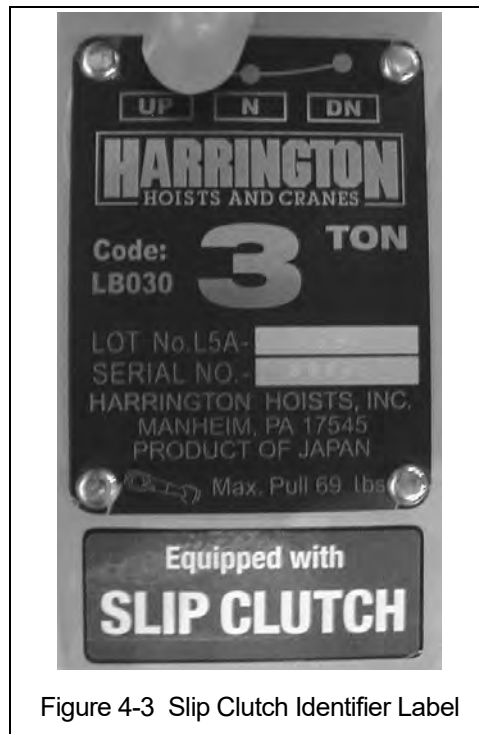 UP N DN
HARRINGTON
HOISTS AND CRANES
Code: 3 TON
LB030
LOT No.L5A-
SERIAL NO.-
HARRINGTON HOISTS, INC.
MANHEIM, PA 17545
PRODUCT OF JAPAN
Max. Pull 69 lbs
Equipped with
SLIP CLUTCH
Figure 4-3 Slip Clutch Identifier Label